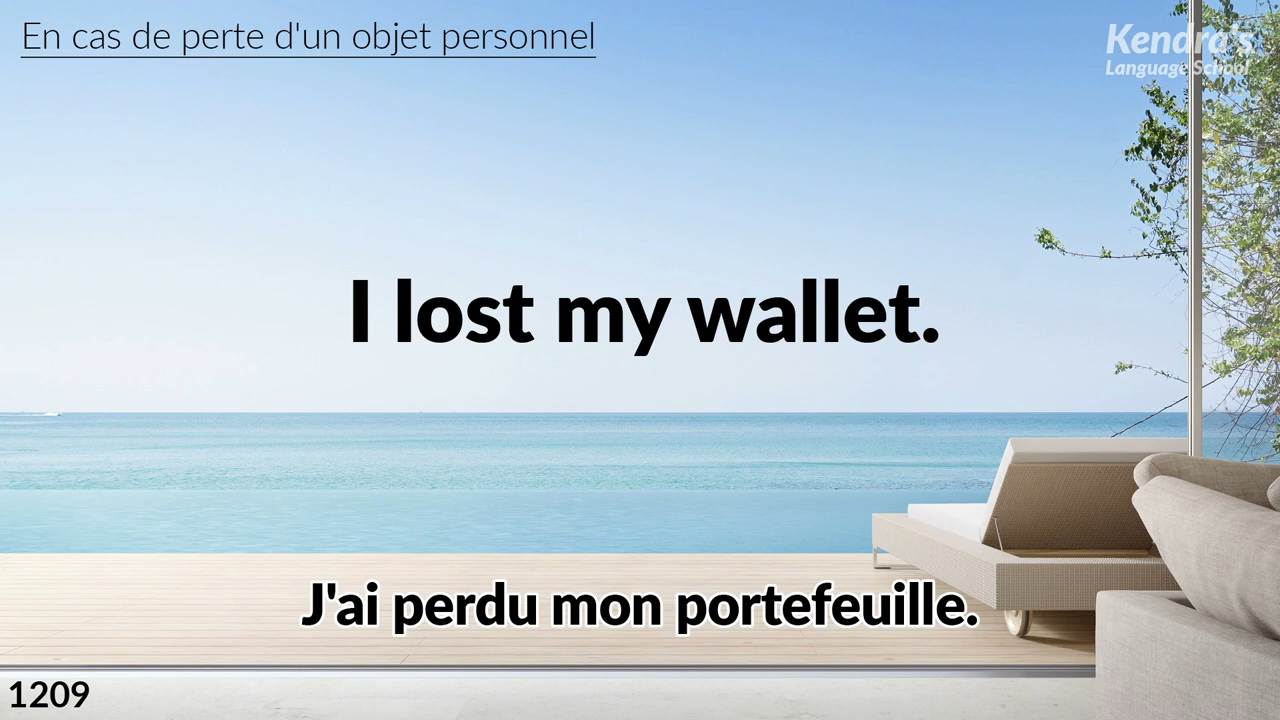 En cas de perte d'un objet personnel
Kendra's
Language School
I lost my wallet.
J'ai perdu mon portefeuille.
1209